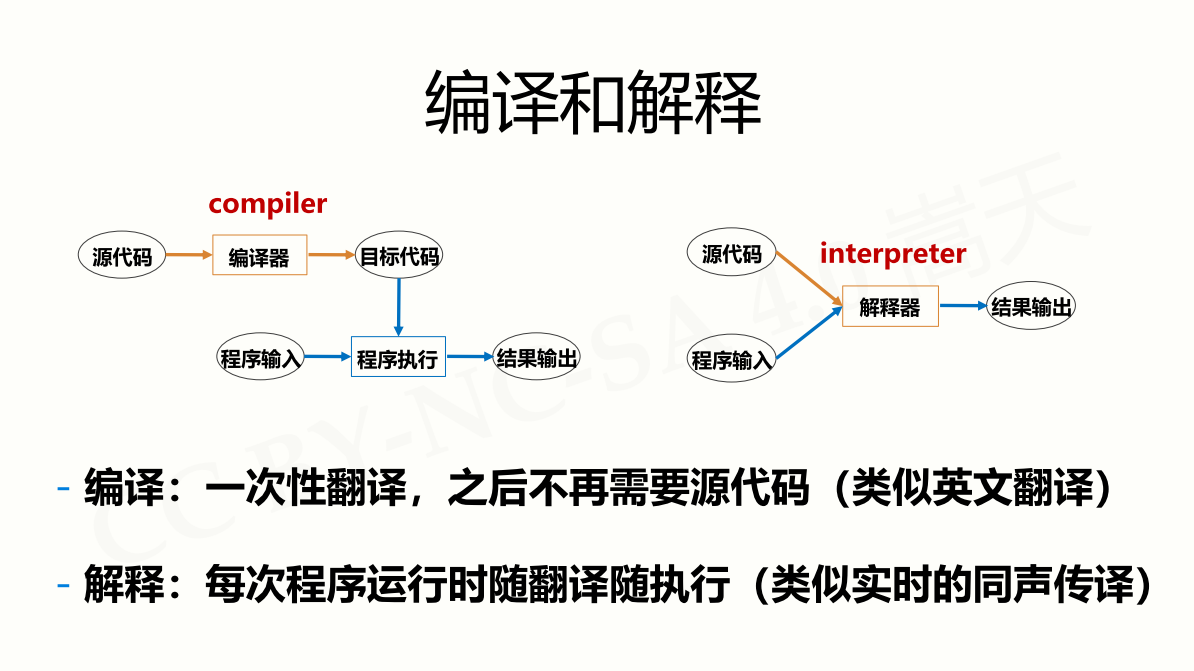 编译和解释
compiler
源代码
编译器
目标代码
程序输入
程序执行
结果输出
源代码
interpreter
解释器
结果输出
程序输入
- 编译：一次性翻译，之后不再需要源代码（类似英文翻译）
- 解释：每次程序运行时随翻译随执行（类似实时的同声传译）
CC BY-NC-SA 4.0 嵩天